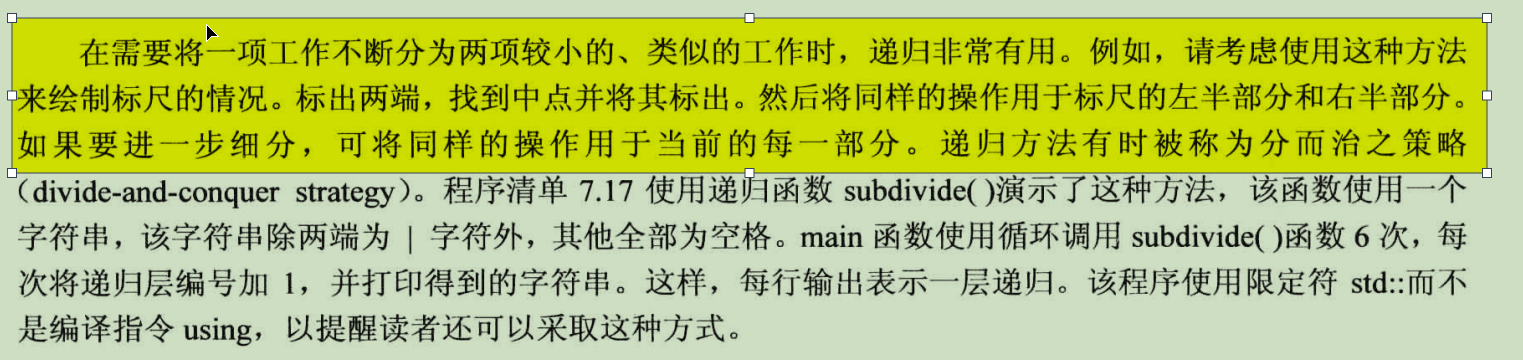 在需要将一项工作不断分为两项较小的、类似的工作时，递归非常有用。例如，请考虑使用这种方法
来绘制标尺的情况。标出两端，找到中点并将其标出。然后将同样的操作用于标尺的左半部分和右半部分。
如果要进一步细分，可将同样的操作用于当前的每一部分。递归方法有时被称为分而治之策略
（divide-and-conquer strategy）。程序清单 7.17 使用递归函数 subdivide( )演示了这种方法，该函数使用一个
字符串，该字符串除两端为 | 字符外，其他全部为空格。main 函数使用循环调用 subdivide( )函数 6 次，每
次将递归层编号加 1，并打印得到的字符串。这样，每行输出表示一层递归。该程序使用限定符 std::而不
是编译指令 using，以提醒读者还可以采取这种方式。